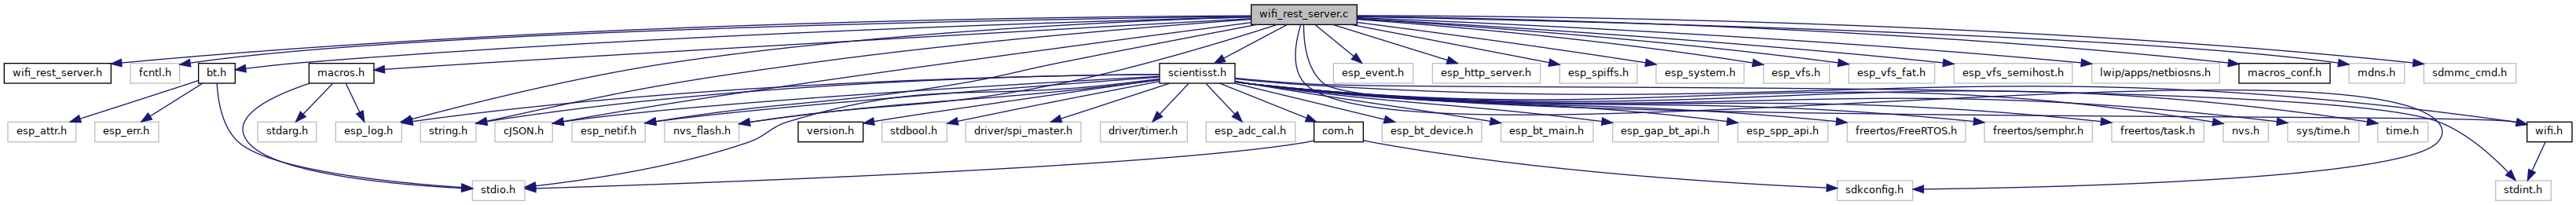 wifi_rest_server.c
wifi_rest_server.h
fcntl.h
bt.h
macros.h
scientisst.h
esp_event.h
esp_http_server.h
esp_spiffs.h
esp_system.h
esp_vfs.h
esp_vfs_fat.h
esp_vfs_semihost.h
lwip/apps/netbiosns.h
macros_conf.h
mdns.h
sdmmc_cmd.h
esp_attr.h
esp_err.h
stdarg.h
esp_log.h
string.h
cJSON.h
esp_netif.h
nvs_flash.h
version.h
stdbool.h
driver/spi_master.h
driver/timer.h
esp_adc_cal.h
com.h
esp_bt_device.h
esp_bt_main.h
esp_gap_bt_api.h
esp_spp_api.h
freertos/FreeRTOS.h
freertos/semphr.h
freertos/task.h
nvs.h
sys/time.h
time.h
wifi.h
stdio.h
sdkconfig.h
stdint.h